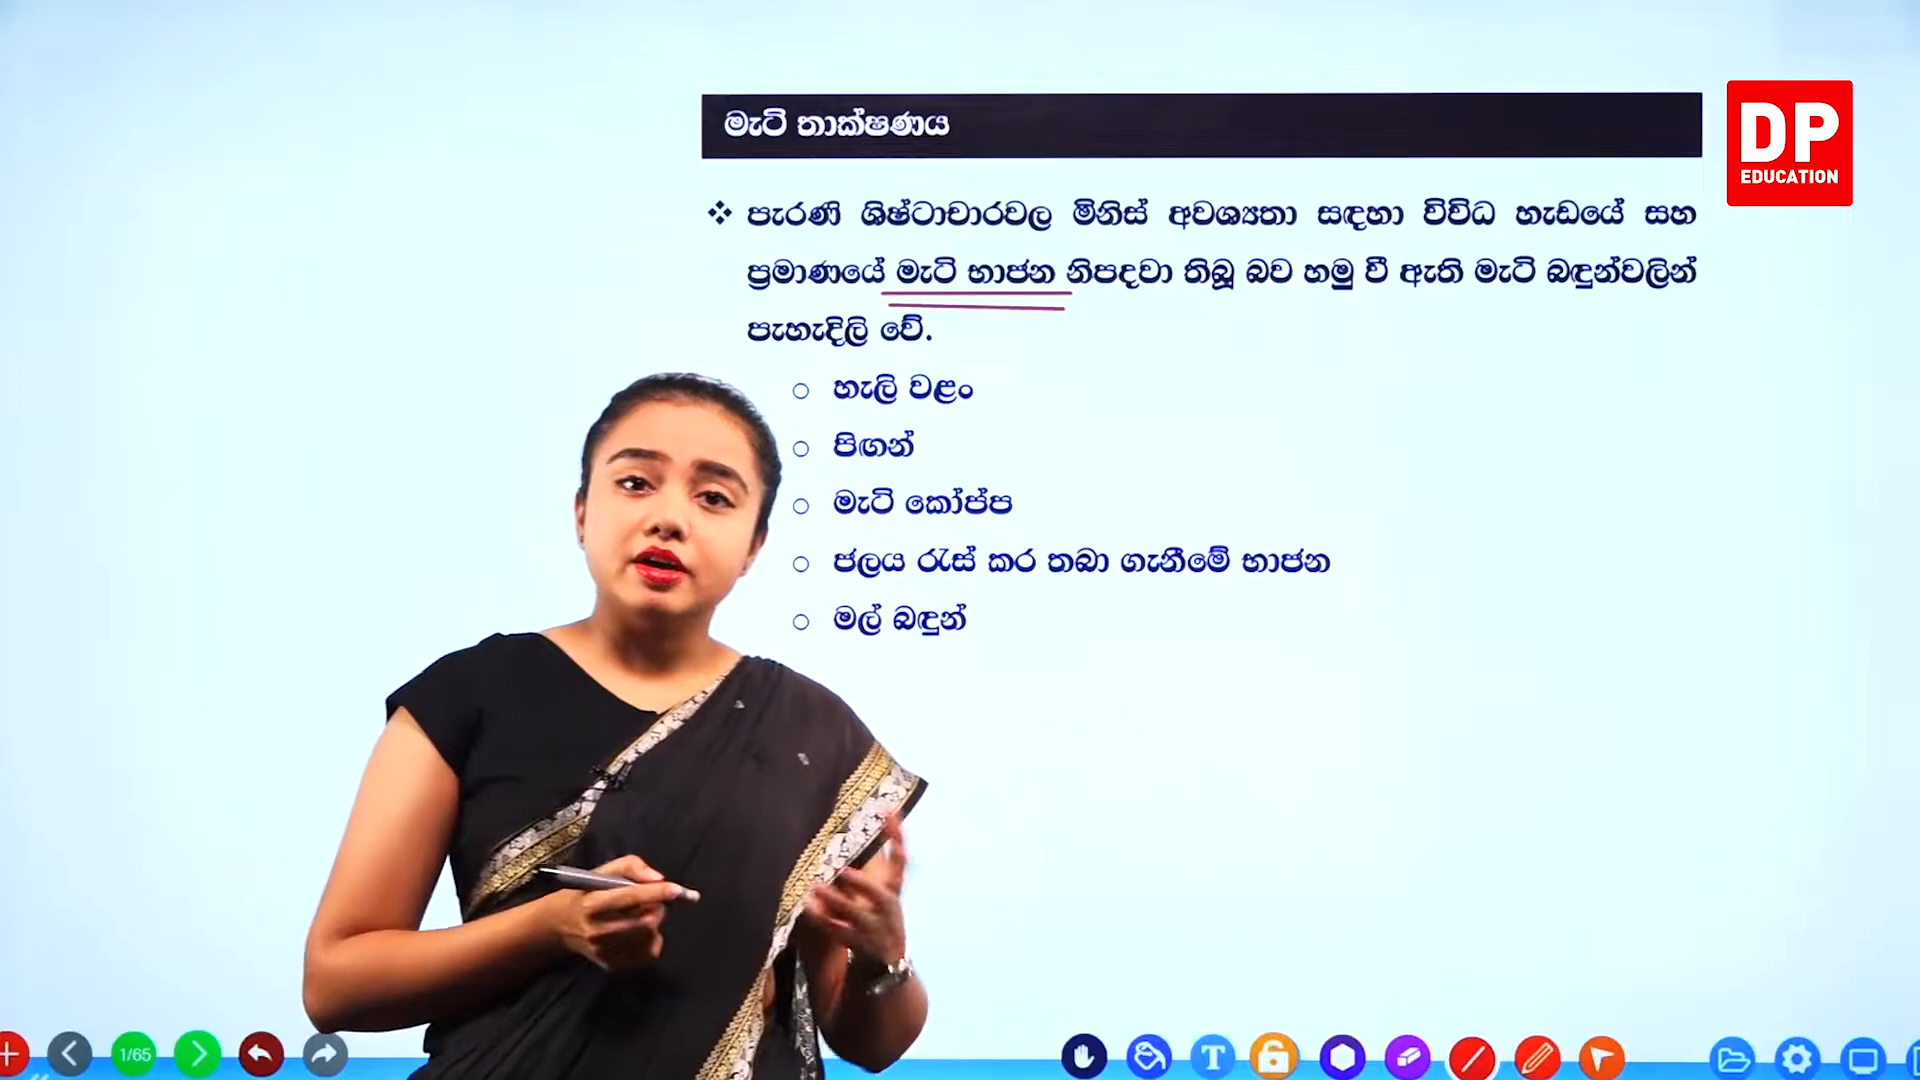 මැටි තාක්ෂණය
DP
EDUCATION
❖ පැරණි ශිෂ්ටාචාරවල මිනිස් අවශ්‍යතා සඳහා විවිධ හැඩයේ සහ
ප්‍රමාණයේ මැටි භාජන නිපදවා තිබූ බව හමු වී ඇති මැටි බඳුන්වලින්
පැහැදිලි වේ.
○ හැලි වළං
○ පිඟන්
○ මැටි කෝප්ප
○ ජලය රැස් කර තබා ගැනීමේ භාජන
○ මල් බඳුන්
1/65
T